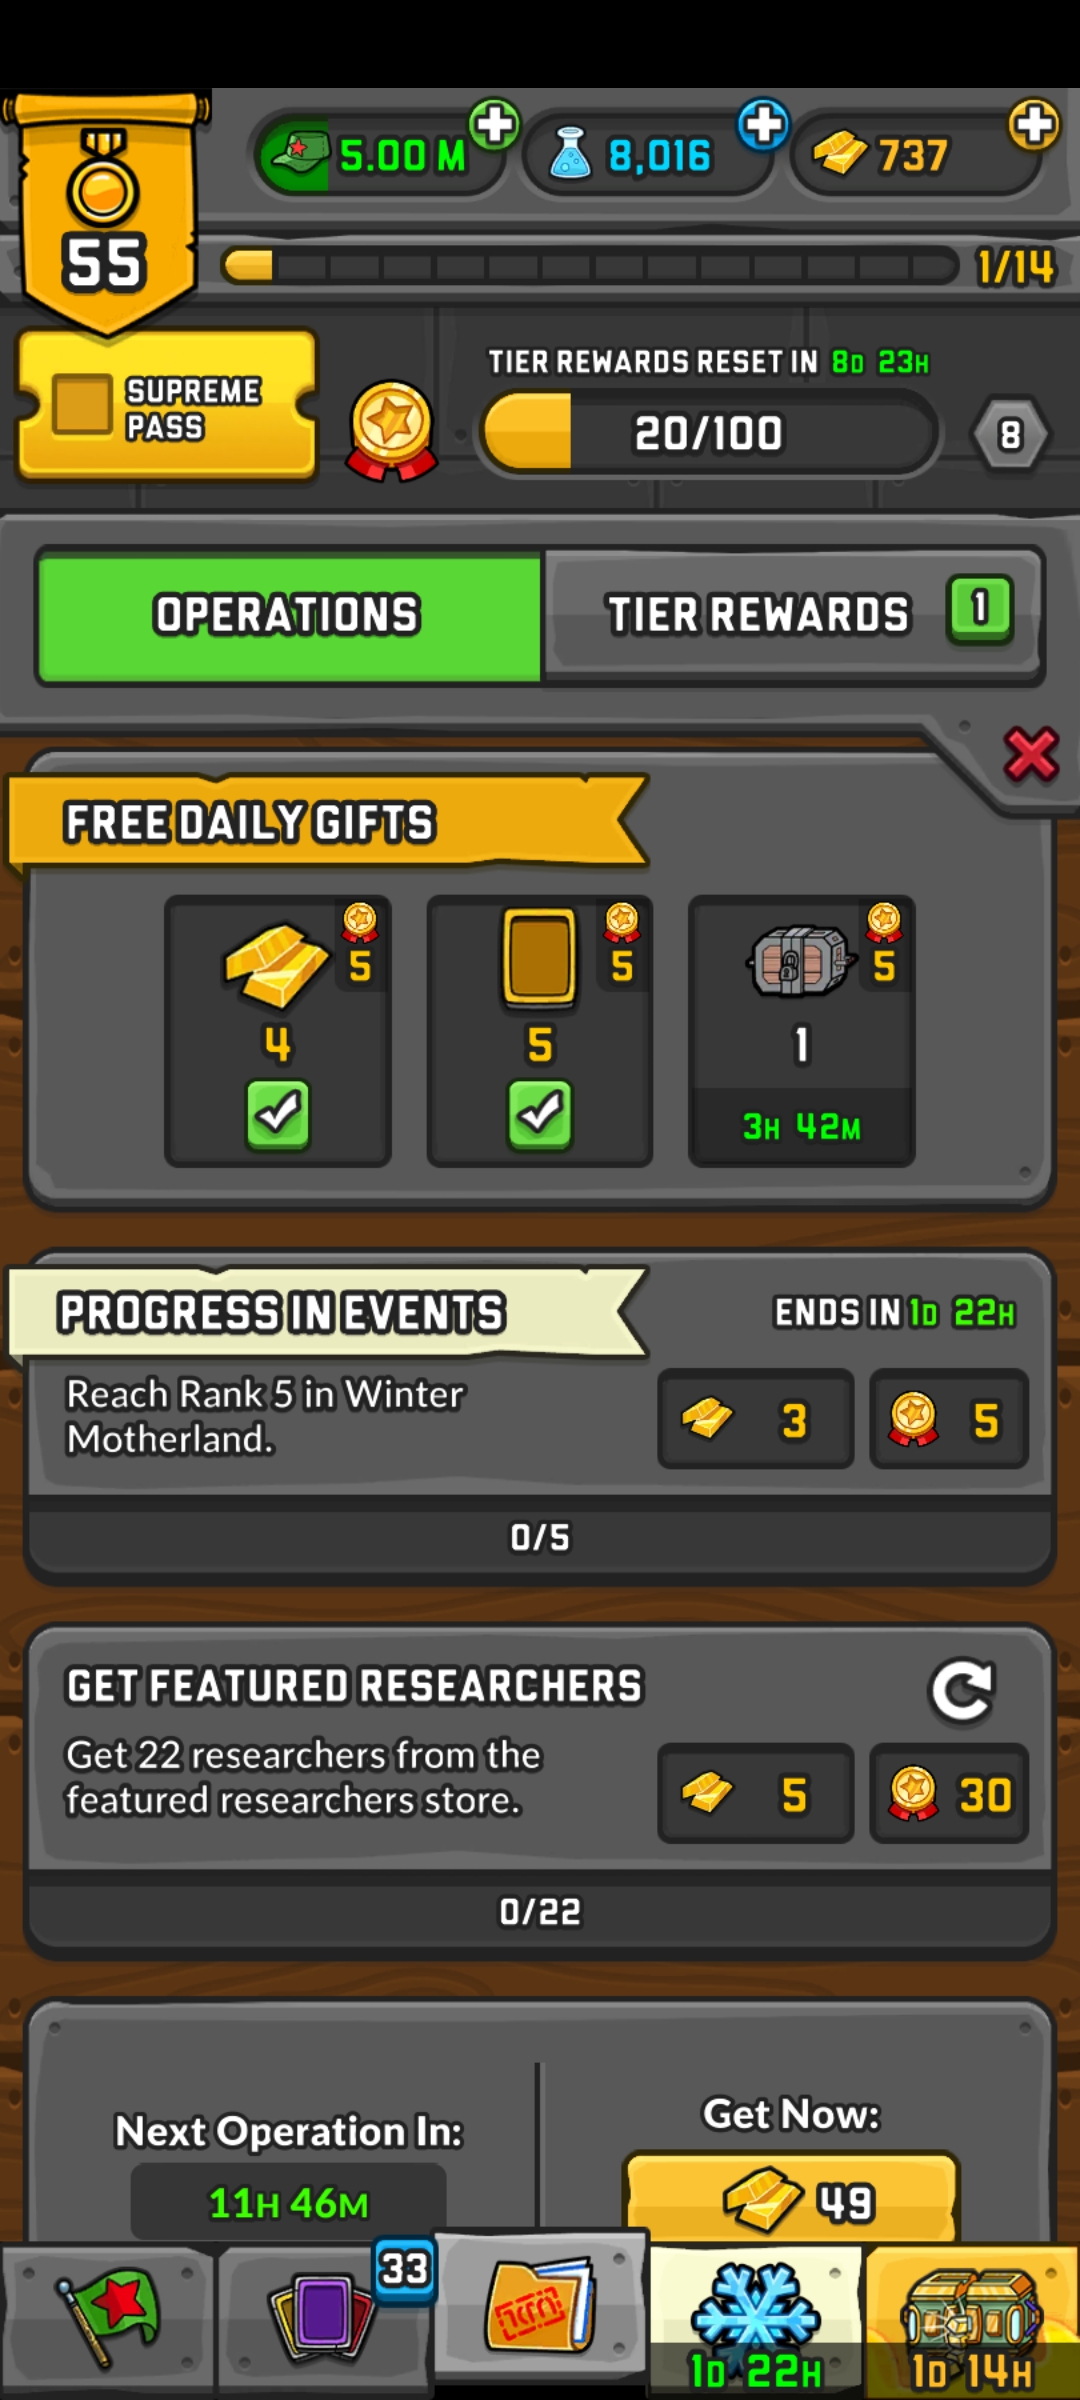 5.00 M
8,016
737
55
1/14
TIER REWARDS RESET IN 8D 23H
SUPREME
PASS
20/100
8
OPERATIONS
TIER REWARDS
1
FREE DAILY GIFTS
5
5
5
4
5
1
3H 42M
PROGRESS IN EVENTS
ENDS IN 1D 22H
Reach Rank 5 in Winter
Motherland.
3
5
0/5
GET FEATURED RESEARCHERS
Get 22 researchers from the
featured researchers store.
5
30
0/22
Next Operation In:
11H 46M
Get Now:
49
33
1D 22H
1D 14H